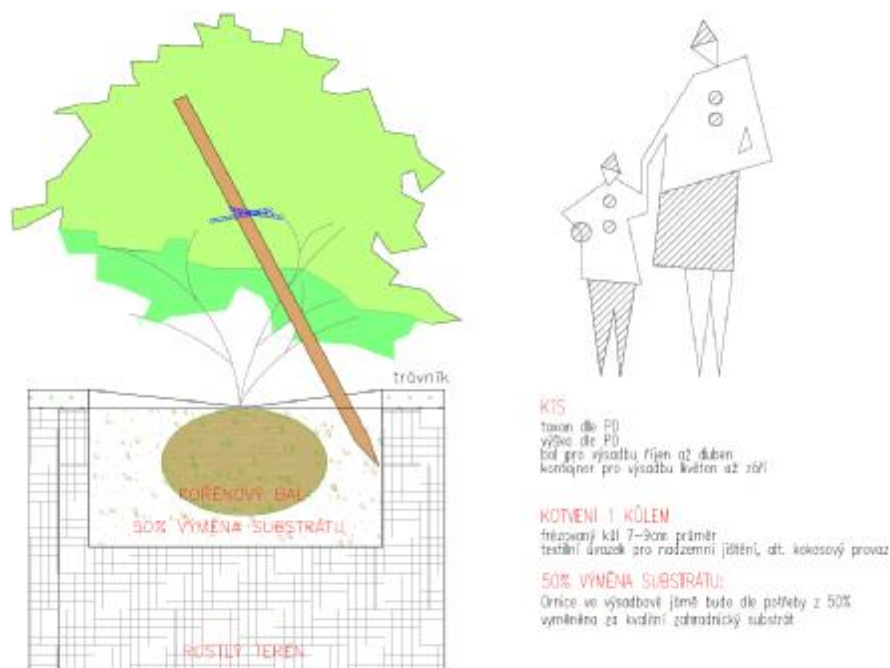 trávník
KOŘENOVÝ BAL
50% VÝMĚNA SUBSTRÁTU
ROSTLÝ TERÉN
KTS
taxon dle PD
výška dle PD
bal pro výsadbu říjen až duben
kontejner pro výsadbu květen až září
KOTVENÍ 1 KŮLEM
frézovaný kůl 7-9cm průměr
textilní úvazek pro nadzemní jištění, alt. kokosový provaz
50% VÝMĚNA SUBSTRÁTU:
Ornice ve výsadbové jámě bude dle potřeby z 50%
vyměněna za kvalitní zahradnický substrát